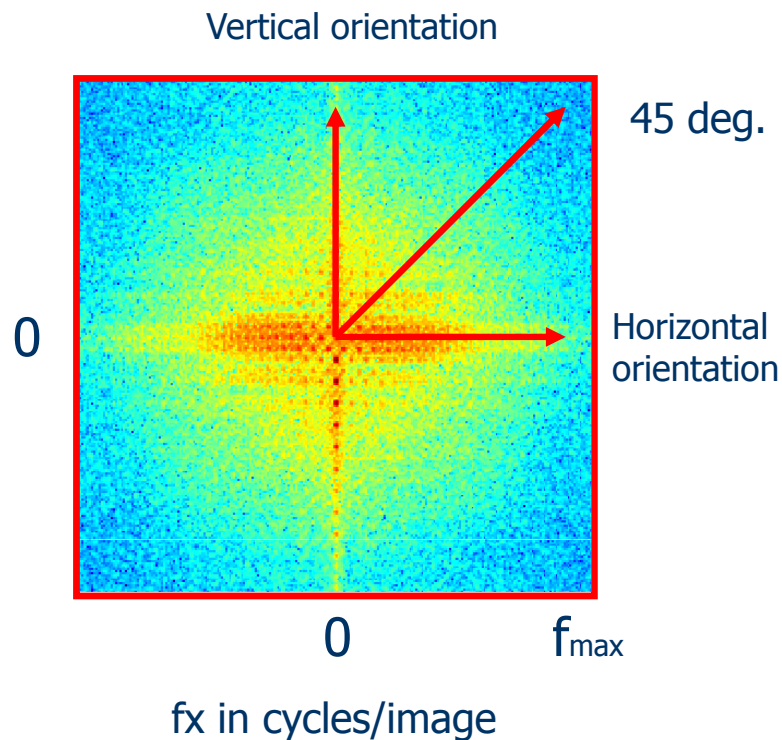 Vertical orientation
45 deg.
0
Horizontal
orientation
0
fmax
fx in cycles/image